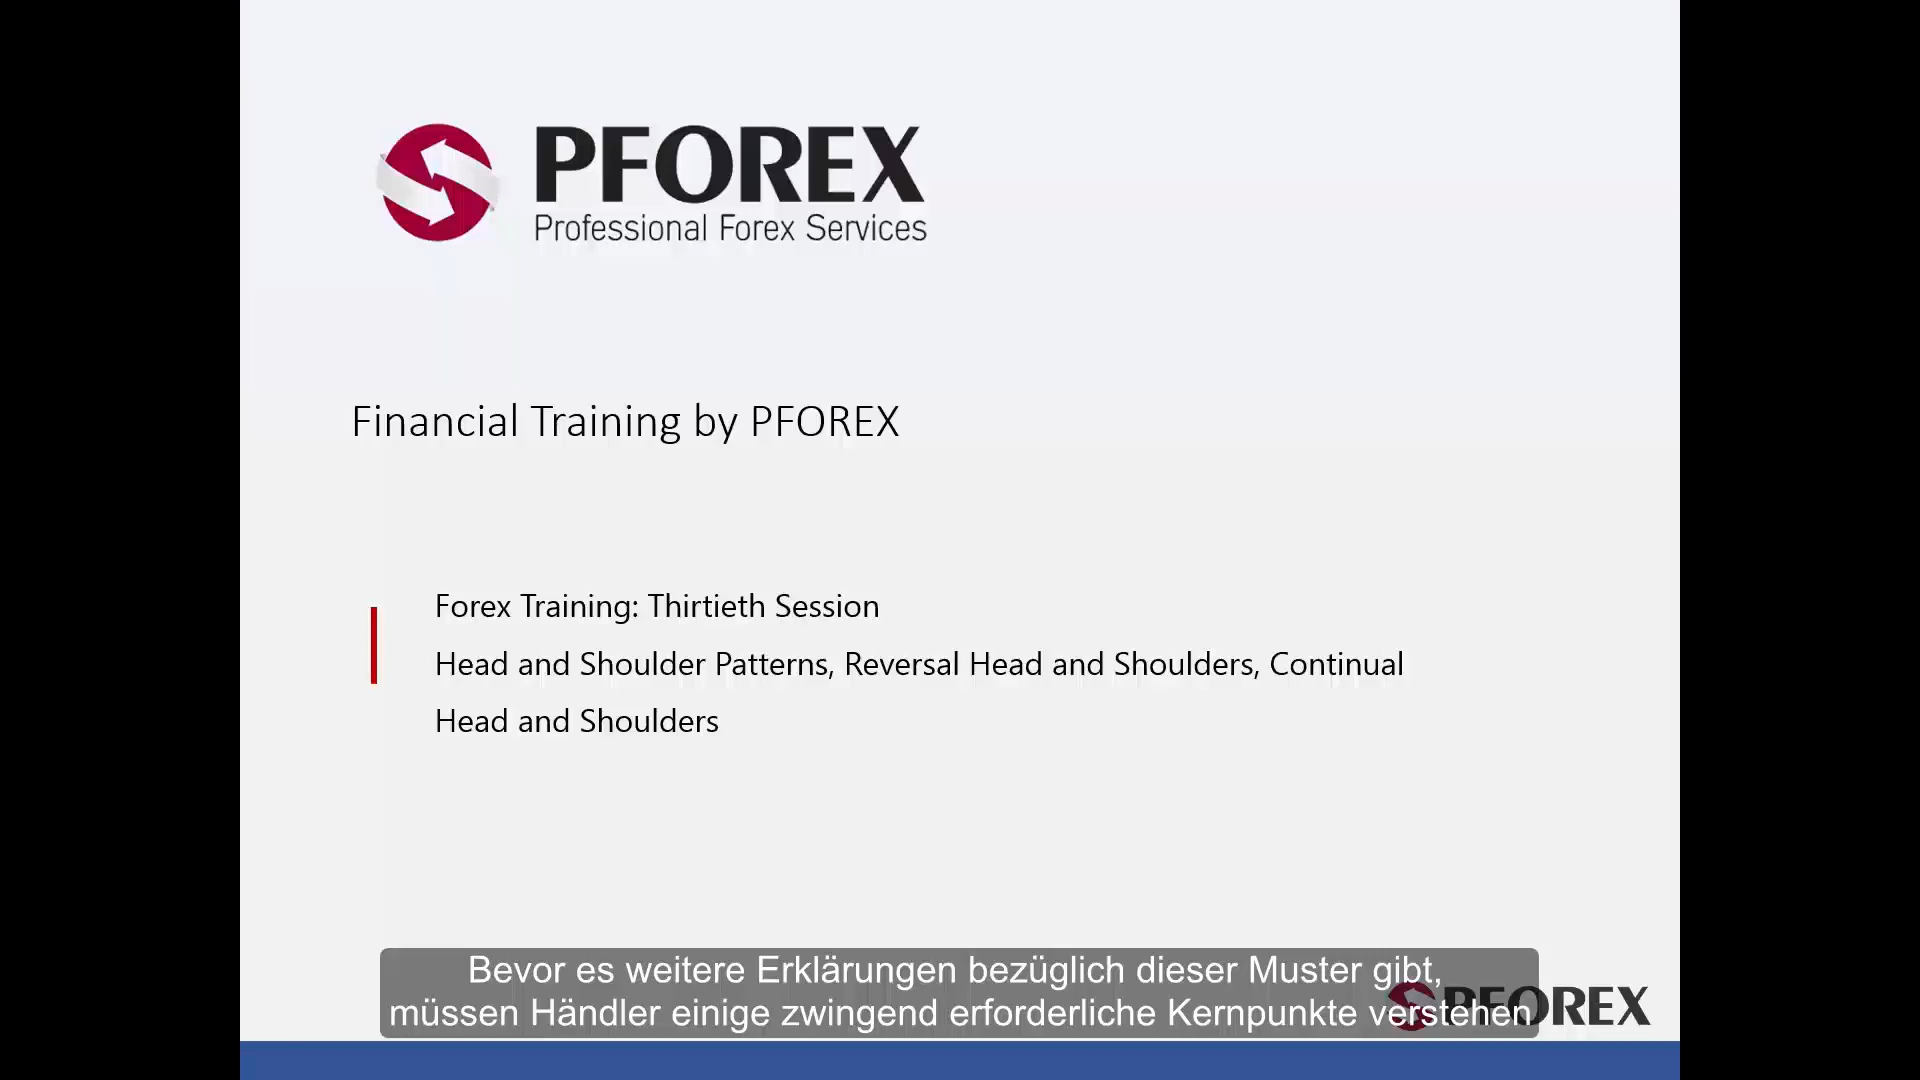 PFOREX
Professional Forex Services
Financial Training by PFOREX
Forex Training: Thirtieth Session
Head and Shoulder Patterns, Reversal Head and Shoulders, Continual
Head and Shoulders
Bevor es weitere Erklärungen bezüglich dieser Muster gibt,
müssen Händler einige zwingend erforderliche Kernpunkte verstehen
PFOREX